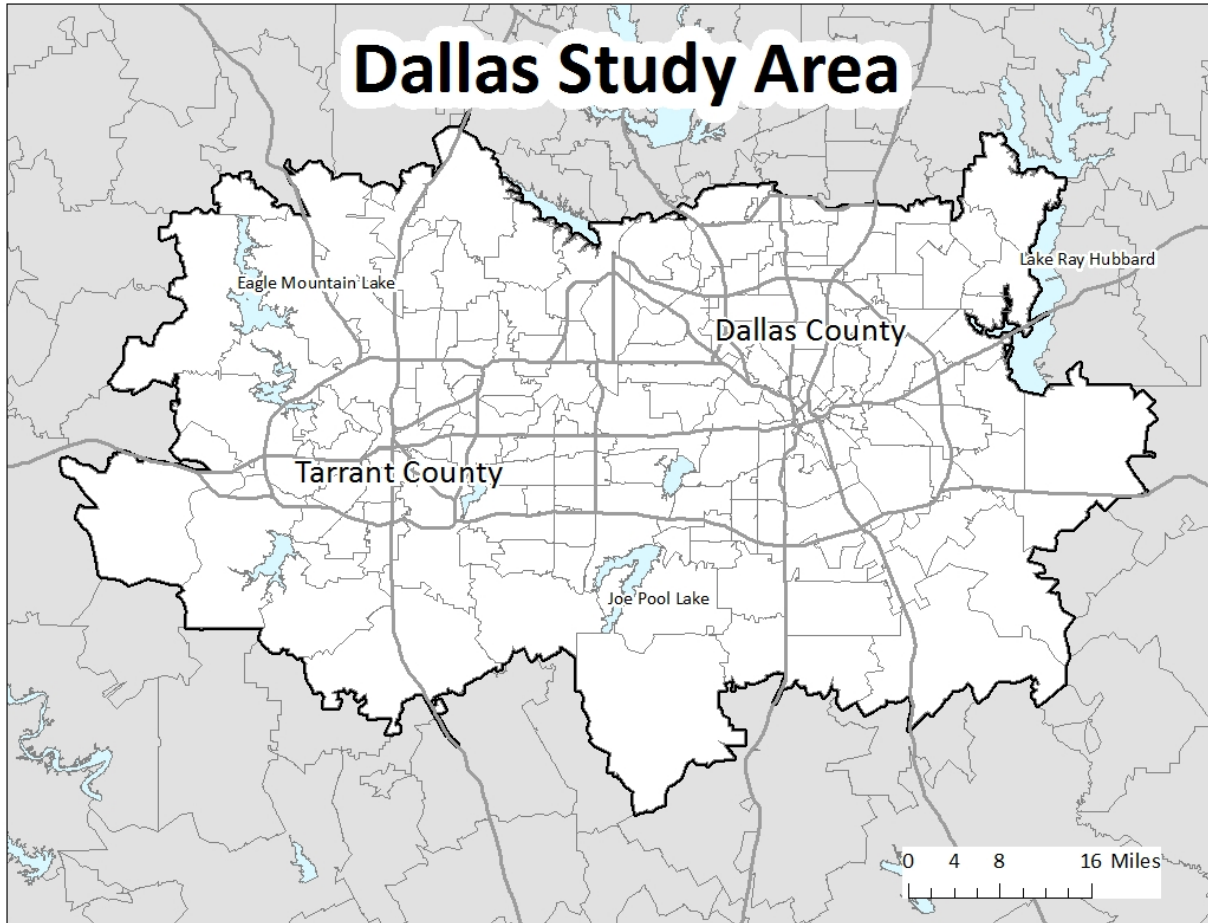 Dallas Study Area
Lake Ray Hubbard
Eagle Mountain Lake
Dallas County
Tarrant County
Joe Pool Lake
0 4 8 16 Miles